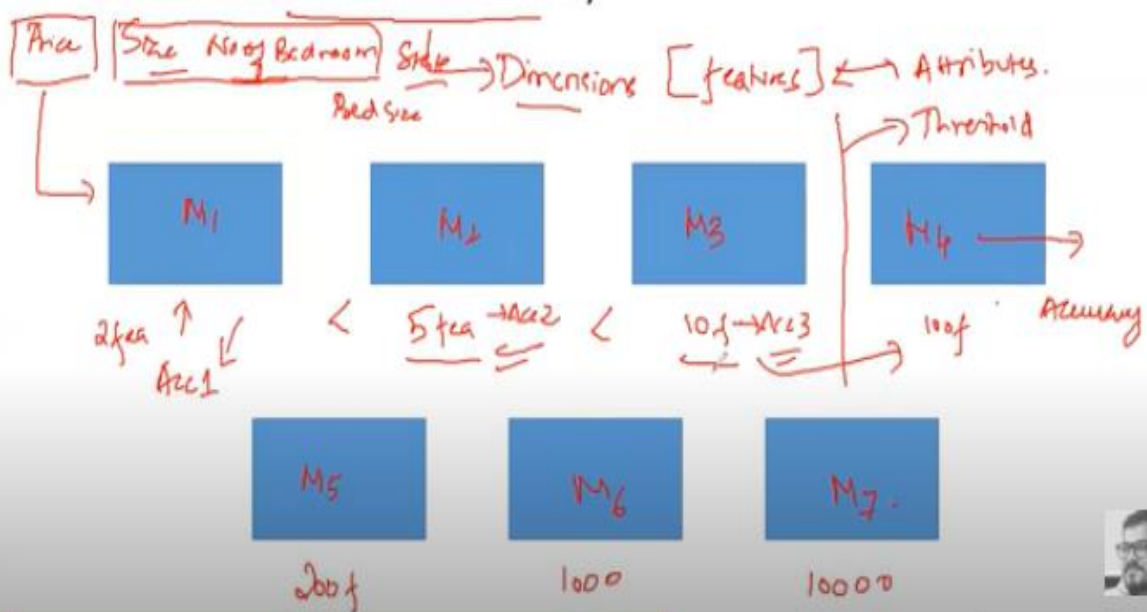 Price Size No of Bedroom State → Dimensions [features] ← Attributes.
Bed Size
Threshold
M1 M2 M3 M4
2fea < 5fea → Acc2 < 10f → Acc3 100f Accuracy
Acc1
M5 M6 M7.
200f 1000 10000